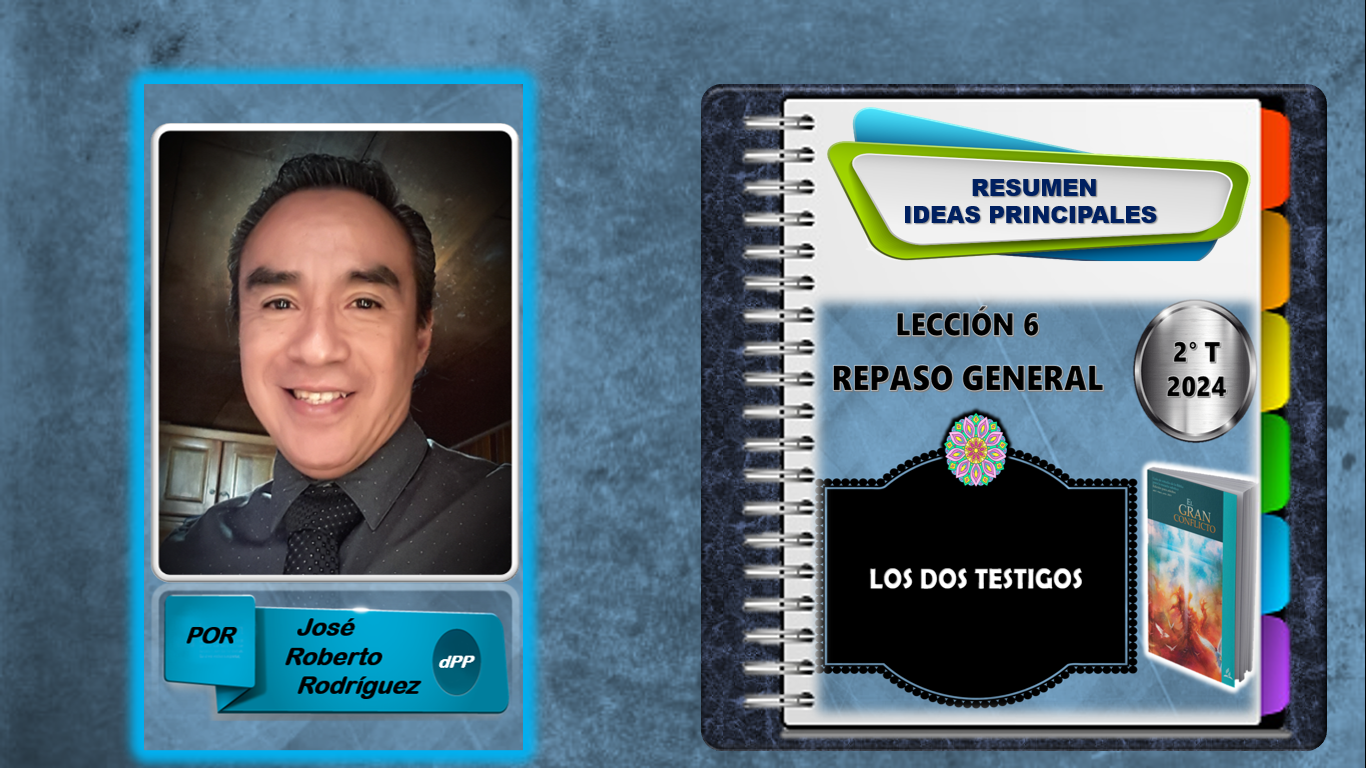 POR
José
Roberto
Rodríguez
dPP
RESUMEN
IDEAS PRINCIPALES
LECCIÓN 6
REPASO GENERAL
2° T
2024
LOS DOS TESTIGOS
EL
GRAN
CONFLICTO